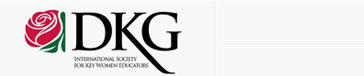 DKG
INTERNATIONAL SOCIETY
FOR KEY WOMEN EDUCATORS